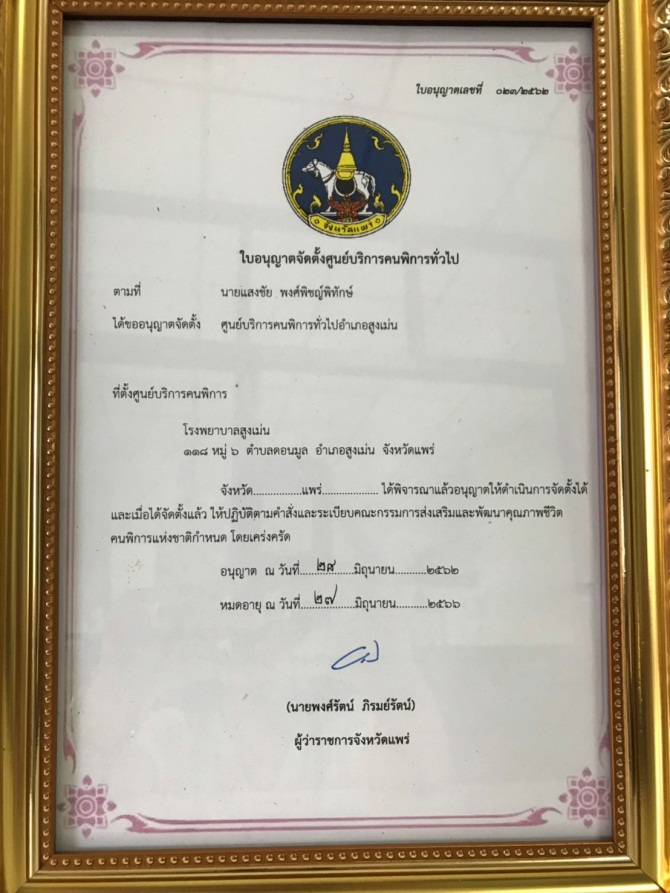 ใบอนุญาตเลขที่ ๐๒๓/๒๕๖๒
จังหวัดแพร่
ใบอนุญาตจัดตั้งศูนย์บริการคนพิการทั่วไป
ตามที่ นายแสงชัย พงศ์พิชญ์พิทักษ์
ได้ขออนุญาตจัดตั้ง ศูนย์บริการคนพิการทั่วไปอำเภอสูงเม่น
ที่ตั้งศูนย์บริการคนพิการ
โรงพยาบาลสูงเม่น
๑๑๘ หมู่ ๖ ตำบลดอนมูล อำเภอสูงเม่น จังหวัดแพร่
จังหวัด.................แพร่................... ได้พิจารณาแล้วอนุญาตให้ดำเนินการจัดตั้งได้
และเมื่อได้จัดตั้งแล้ว ให้ปฏิบัติตามคำสั่งและระเบียบคณะกรรมการส่งเสริมและพัฒนาคุณภาพชีวิต
คนพิการแห่งชาติกำหนด โดยเคร่งครัด
อนุญาต ณ วันที่....๒๘....มิถุนายน...........๒๕๖๒
หมดอายุ ณ วันที่....๒๗....มิถุนายน...........๒๕๖๖
(นายพงศ์รัตน์ ภิรมย์รัตน์)
ผู้ว่าราชการจังหวัดแพร่